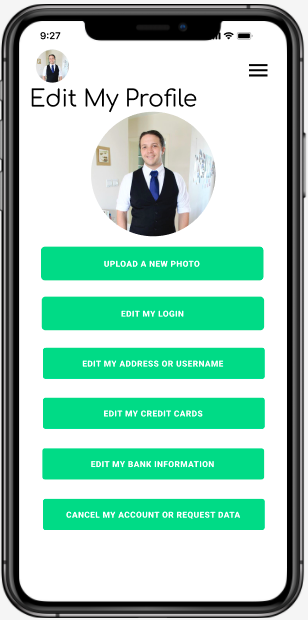 9:27
Edit My Profile
UPLOAD A NEW PHOTO
EDIT MY LOGIN
EDIT MY ADDRESS OR USERNAME
EDIT MY CREDIT CARDS
EDIT MY BANK INFORMATION
CANCEL MY ACCOUNT OR REQUEST DATA